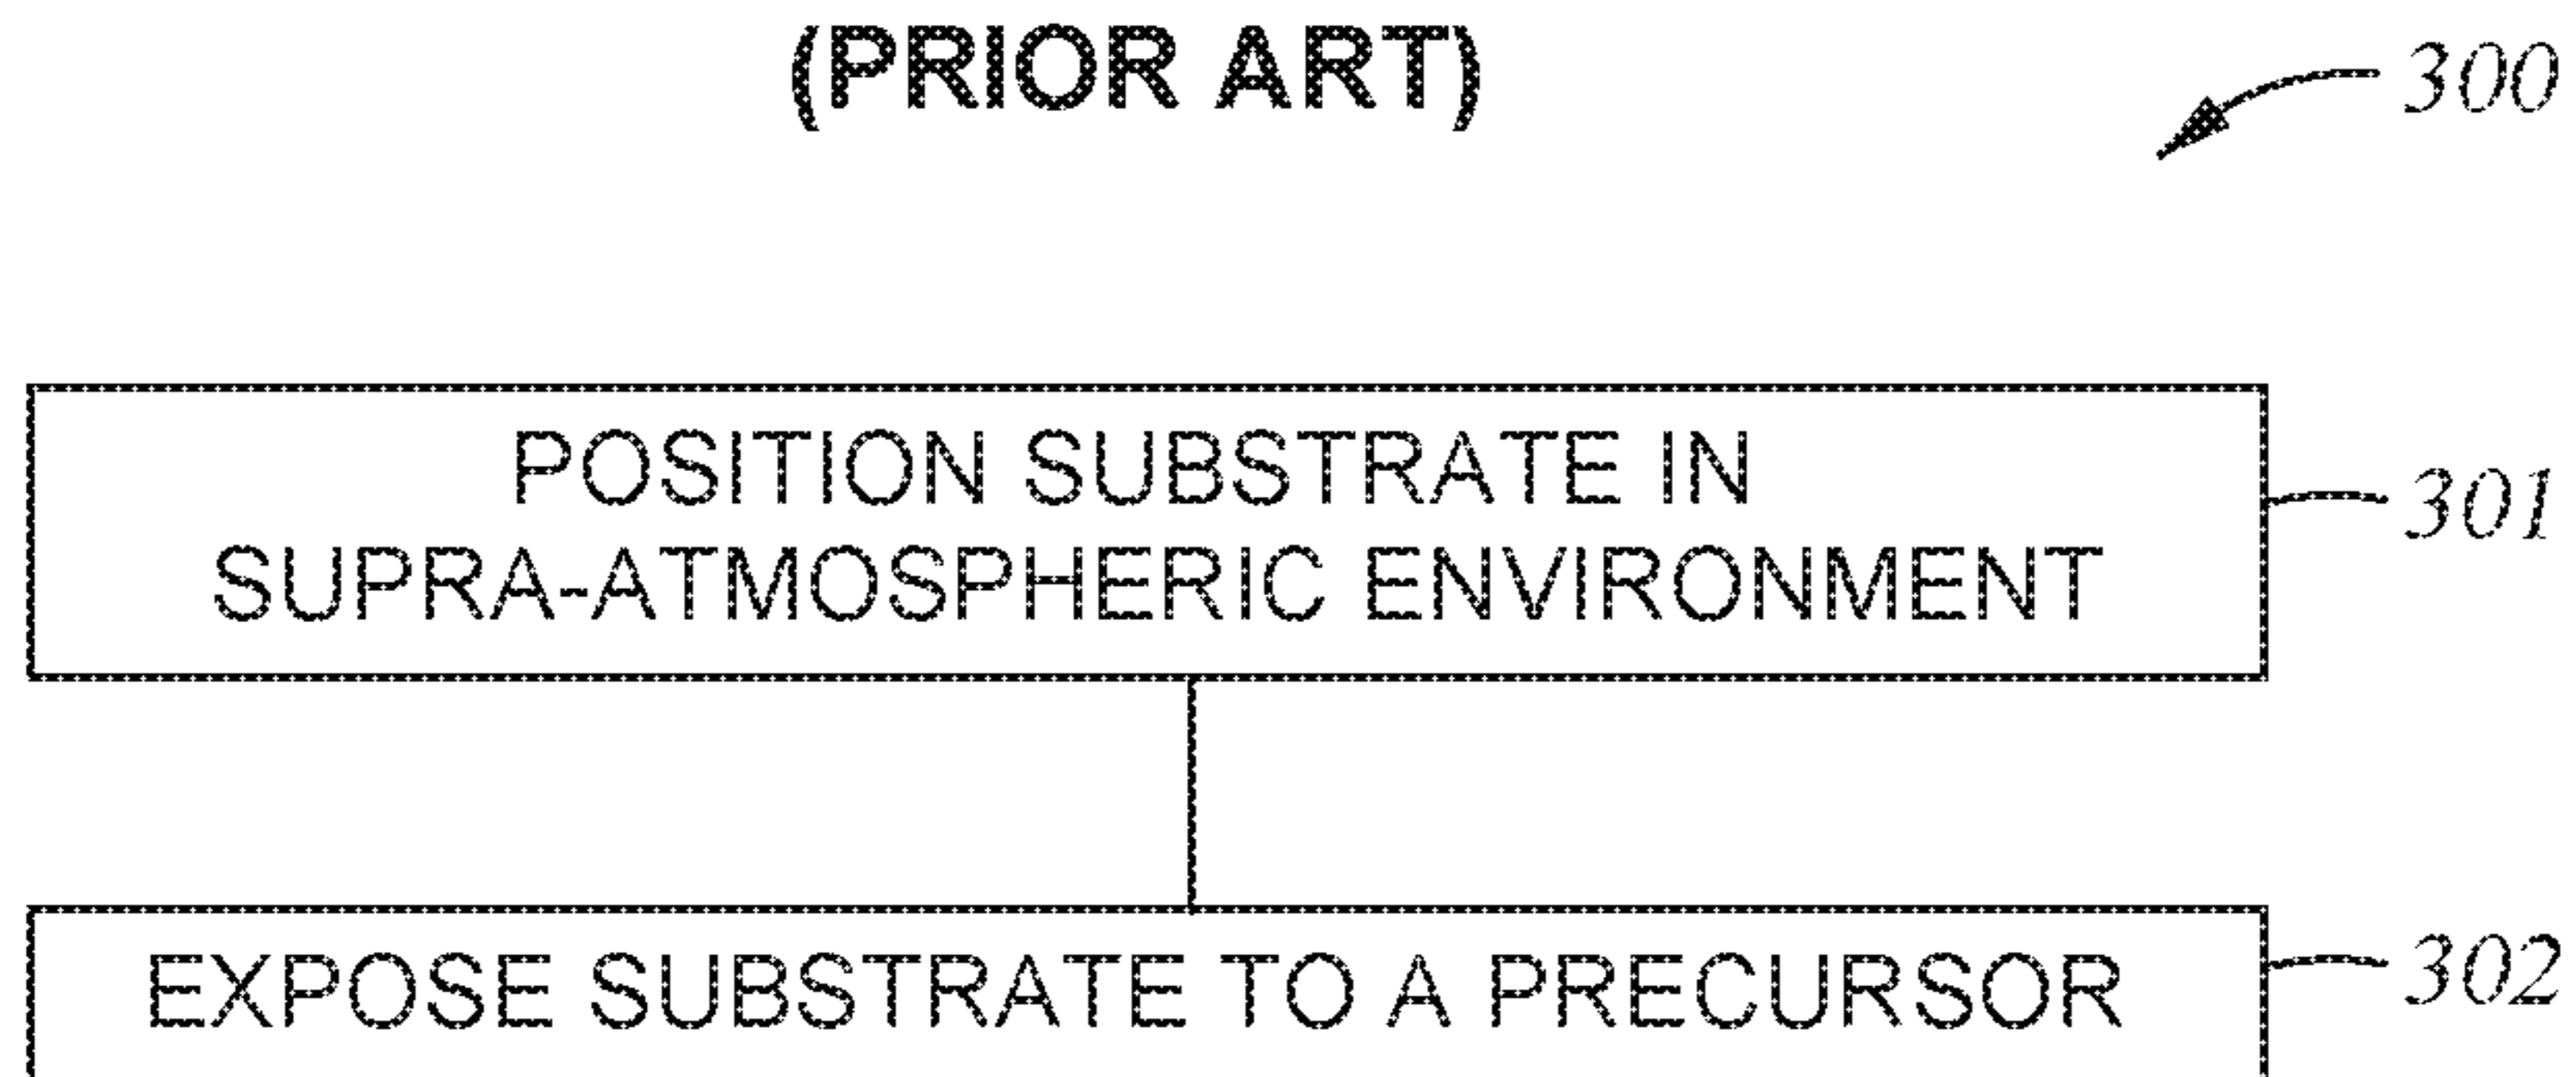 (PRIOR ART)
300
POSITION SUBSTRATE IN
SUPRA-ATMOSPHERIC ENVIRONMENT
301
EXPOSE SUBSTRATE TO A PRECURSOR
302